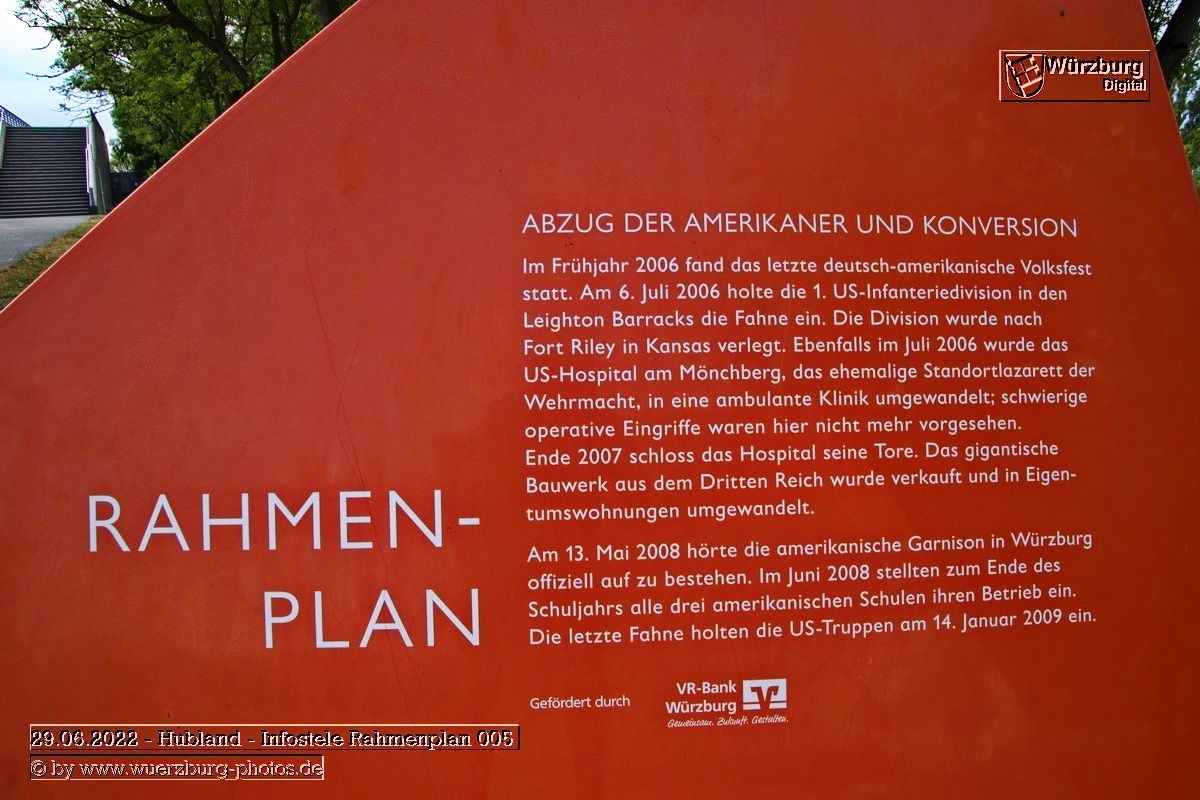 Würzburg
Digital
ABZUG DER AMERIKANER UND KONVERSION
Im Frühjahr 2006 fand das letzte deutsch-amerikanische Volksfest
statt. Am 6. Juli 2006 holte die 1. US-Infanteriedivision in den
Leighton Barracks die Fahne ein. Die Division wurde nach
Fort Riley in Kansas verlegt. Ebenfalls im Juli 2006 wurde das
US-Hospital am Mönchberg, das ehemalige Standortlazarett der
Wehrmacht, in eine ambulante Klinik umgewandelt; schwierige
operative Eingriffe waren hier nicht mehr vorgesehen.
Ende 2007 schloss das Hospital seine Tore. Das gigantische
Bauwerk aus dem Dritten Reich wurde verkauft und in Eigen-
tumswohnungen umgewandelt.
Am 13. Mai 2008 hörte die amerikanische Garnison in Würzburg
offiziell auf zu bestehen. Im Juni 2008 stellten zum Ende des
Schuljahrs alle drei amerikanischen Schulen ihren Betrieb ein.
Die letzte Fahne holten die US-Truppen am 14. Januar 2009 ein.
RAHMEN-
PLAN
Gefördert durch
VR-Bank
Würzburg
Gemeinsam. Zukunft. Gestalten.
29.06.2022 - Hubland - Infostele Rahmenplan 005
© by www.wuerzburg-photos.de